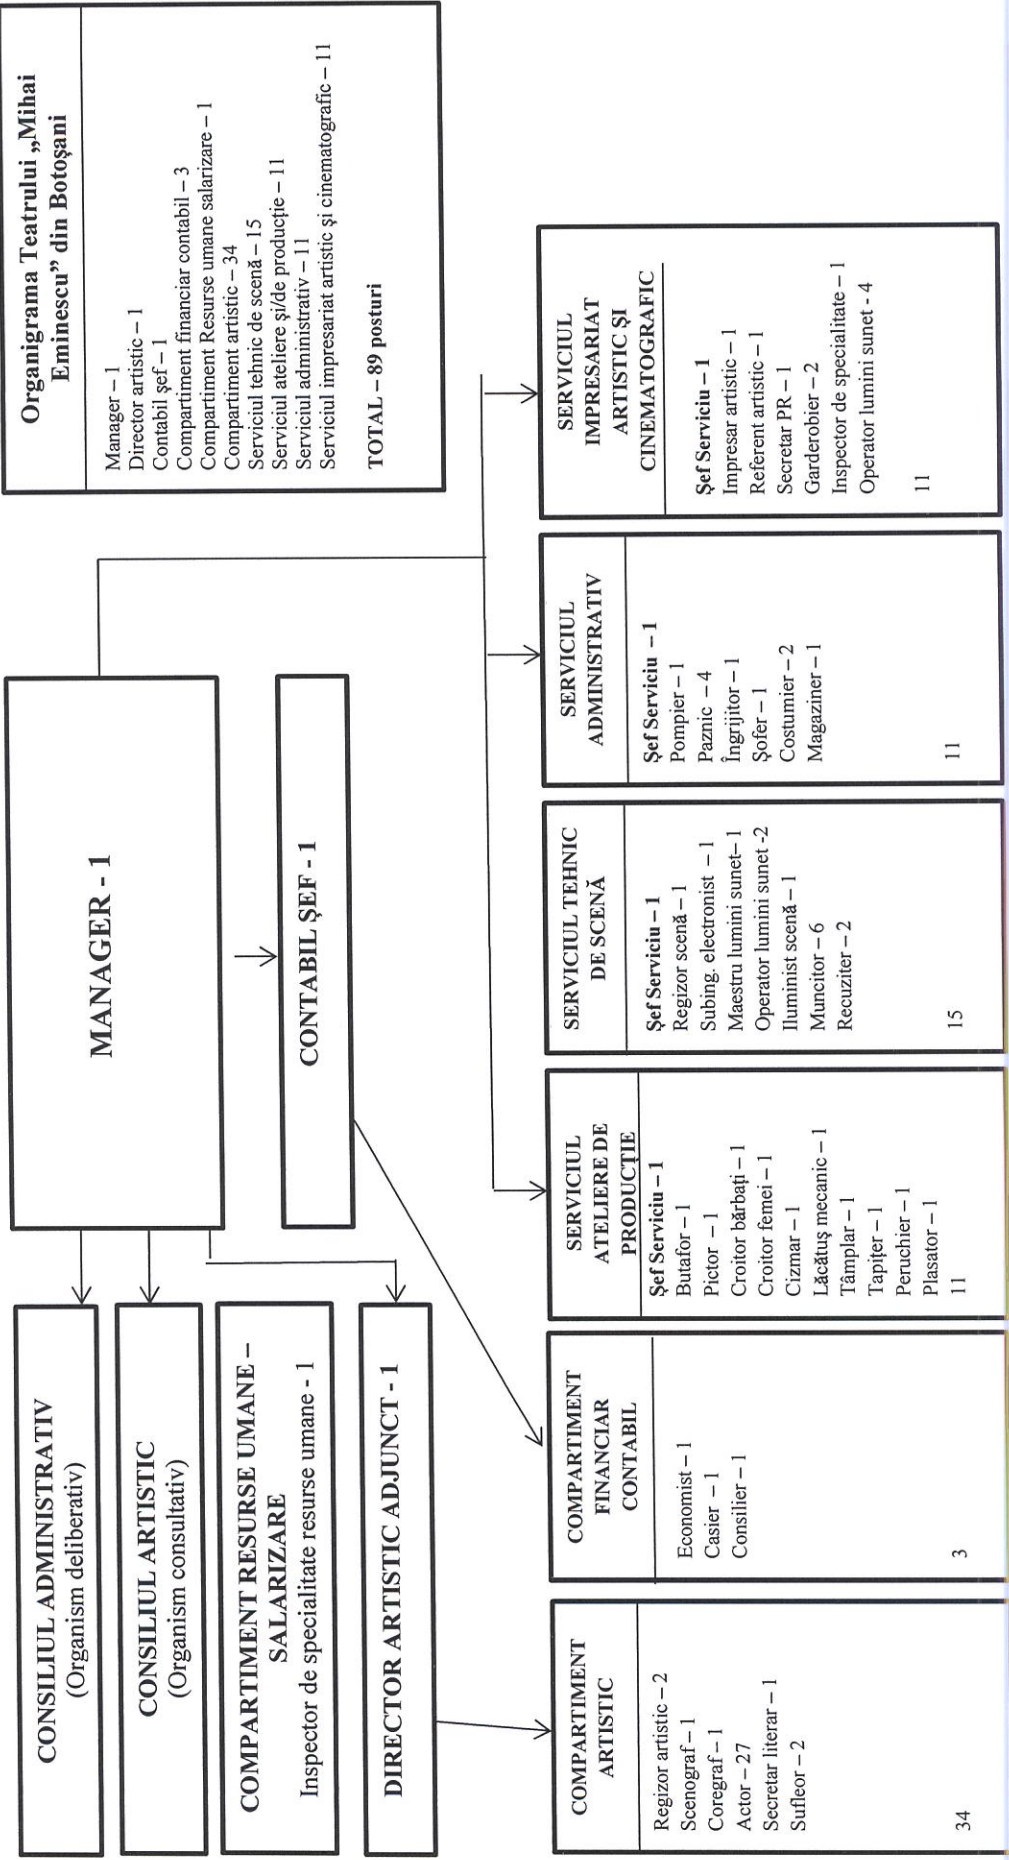 Organigrama Teatrului „Mihai
Eminescu” din Botoşani
Manager – 1
Director artistic – 1
Contabil şef – 1
Compartiment financiar contabil – 3
Compartiment Resurse umane salarizare – 1
Compartiment artistic – 34
Serviciul tehnic de scenă – 15
Serviciul ateliere şi/de producţie – 11
Serviciul administrativ – 11
Serviciul impresariat artistic şi cinematografic – 11
TOTAL – 89 posturi
MANAGER - 1
CONTABIL ŞEF - 1
CONSILIUL ADMINISTRATIV
(Organism deliberativ)
CONSILIUL ARTISTIC
(Organism consultativ)
COMPARTIMENT RESURSE UMANE –
SALARIZARE
Inspector de specialitate resurse umane - 1
DIRECTOR ARTISTIC ADJUNCT - 1
COMPARTIMENT
ARTISTIC
Regizor artistic – 2
Scenograf – 1
Coregraf – 1
Actor – 27
Secretar literar – 1
Sufleor – 2
34
COMPARTIMENT
FINANCIAR
CONTABIL
Economist – 1
Casier – 1
Consilier – 1
3
SERVICIUL
ATELIERE DE
PRODUCŢIE
Şef Serviciu – 1
Butafor – 1
Pictor – 1
Croitor bărbaţi – 1
Croitor femei – 1
Cizmar – 1
Lăcătuş mecanic – 1
Tâmplar – 1
Tapiţer – 1
Peruchier – 1
Plasator – 1
11
SERVICIUL TEHNIC
DE SCENĂ
Şef Serviciu – 1
Regizor scenă – 1
Subing. electronist – 1
Maestru lumini sunet– 1
Operator lumini sunet -2
Iluminist scenă – 1
Muncitor – 6
Recuziter – 2
15
SERVICIUL
ADMINISTRATIV
Şef Serviciu – 1
Pompier – 1
Paznic – 4
Îngrijitor – 1
Şofer – 1
Costumier – 2
Magaziner – 1
11
SERVICIUL
IMPRESARIAT
ARTISTIC ŞI
CINEMATOGRAFIC
Şef Serviciu – 1
Impresar artistic – 1
Referent artistic – 1
Secretar PR – 1
Garderobier – 2
Inspector de specialitate – 1
Operator lumini sunet - 4
11